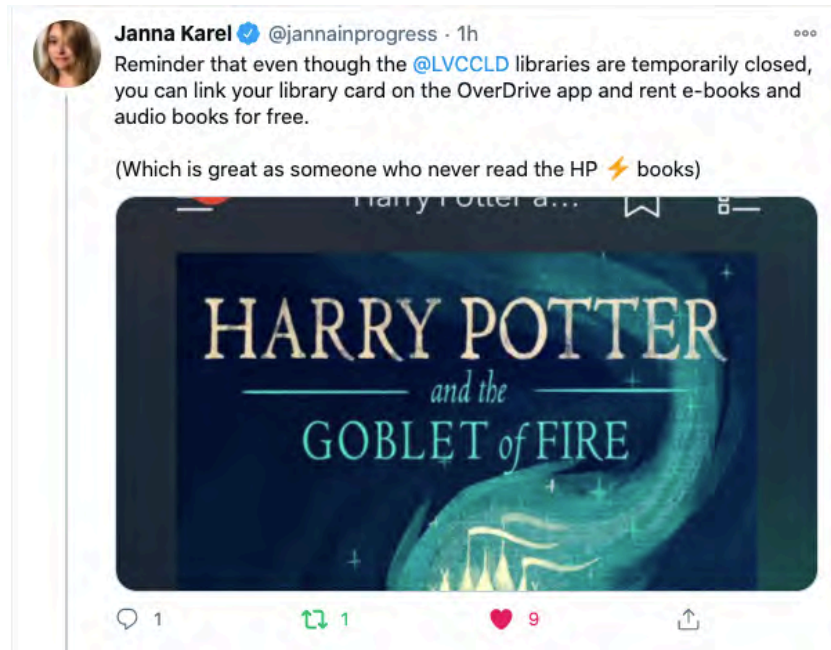 Janna Karel @jannainprogress · 1h
Reminder that even though the @LVCCLD libraries are temporarily closed,
you can link your library card on the OverDrive app and rent e-books and
audio books for free.
(Which is great as someone who never read the HP ⚡ books)
Harry Potter a...
HARRY POTTER
and the
GOBLET of FIRE
1 1 9